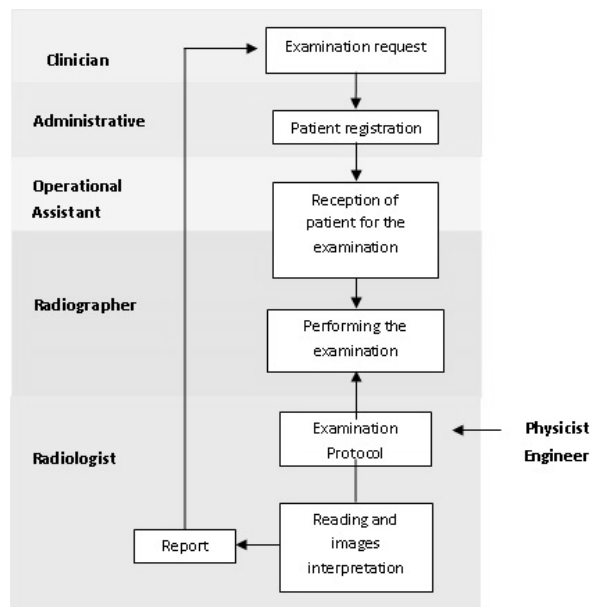 Clinician
Examination request
Administrative
Patient registration
Operational
Assistant
Reception of
patient for the
examination
Radiographer
Performing the
examination
Radiologist
Examination
Protocol
Physicist
Engineer
Report
Reading and
images
interpretation